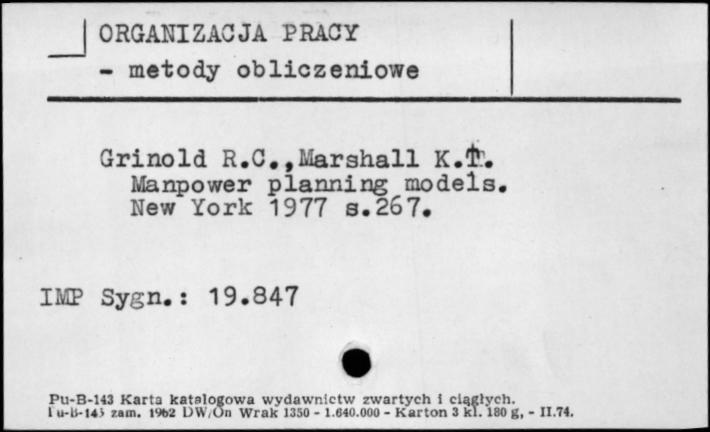 ORGANIZACJA PRACY
- metody obliczeniowe
Grinold R.C., Marshall K.T.
Manpower planning models.
New York 1977 s.267.
IMP Sygn.: 19.847
Pu-B-143 Karta katalogowa wydawnictw zwartych i ciągłych.
Pu-B-143 zam. 1962 DW/On Wrak 1350 - 1.640.000 - Karton 3 kl. 180 g, - II.74.